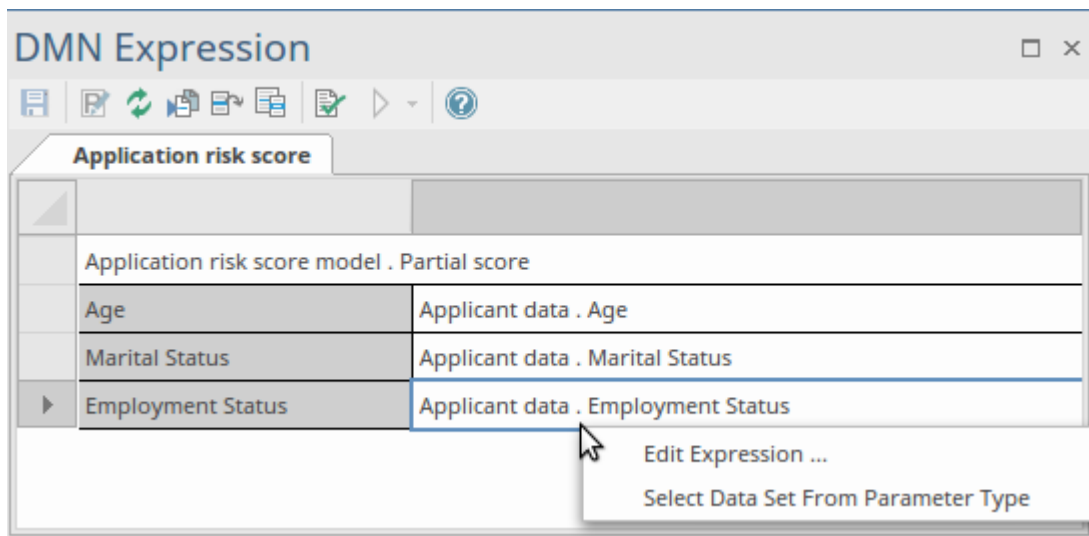 DMN Expression
Application risk score
Application risk score model . Partial score
Age Applicant data . Age
Marital Status Applicant data . Marital Status
Employment Status Applicant data . Employment Status
Edit Expression ...
Select Data Set From Parameter Type